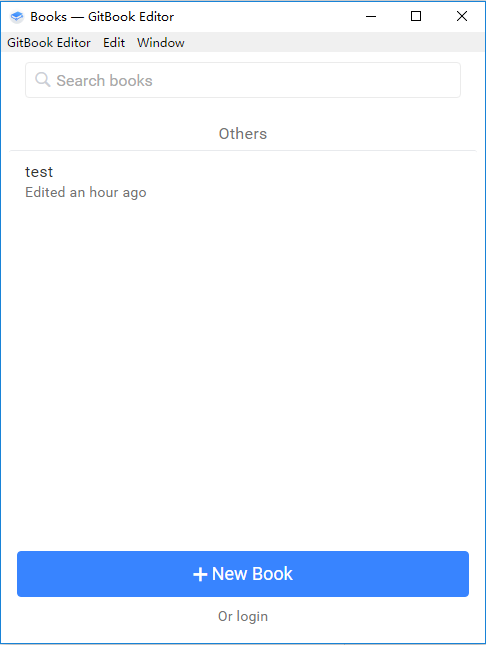 Books — GitBook Editor
GitBook Editor Edit Window
Search books
Others
test
Edited an hour ago
+ New Book
Or login